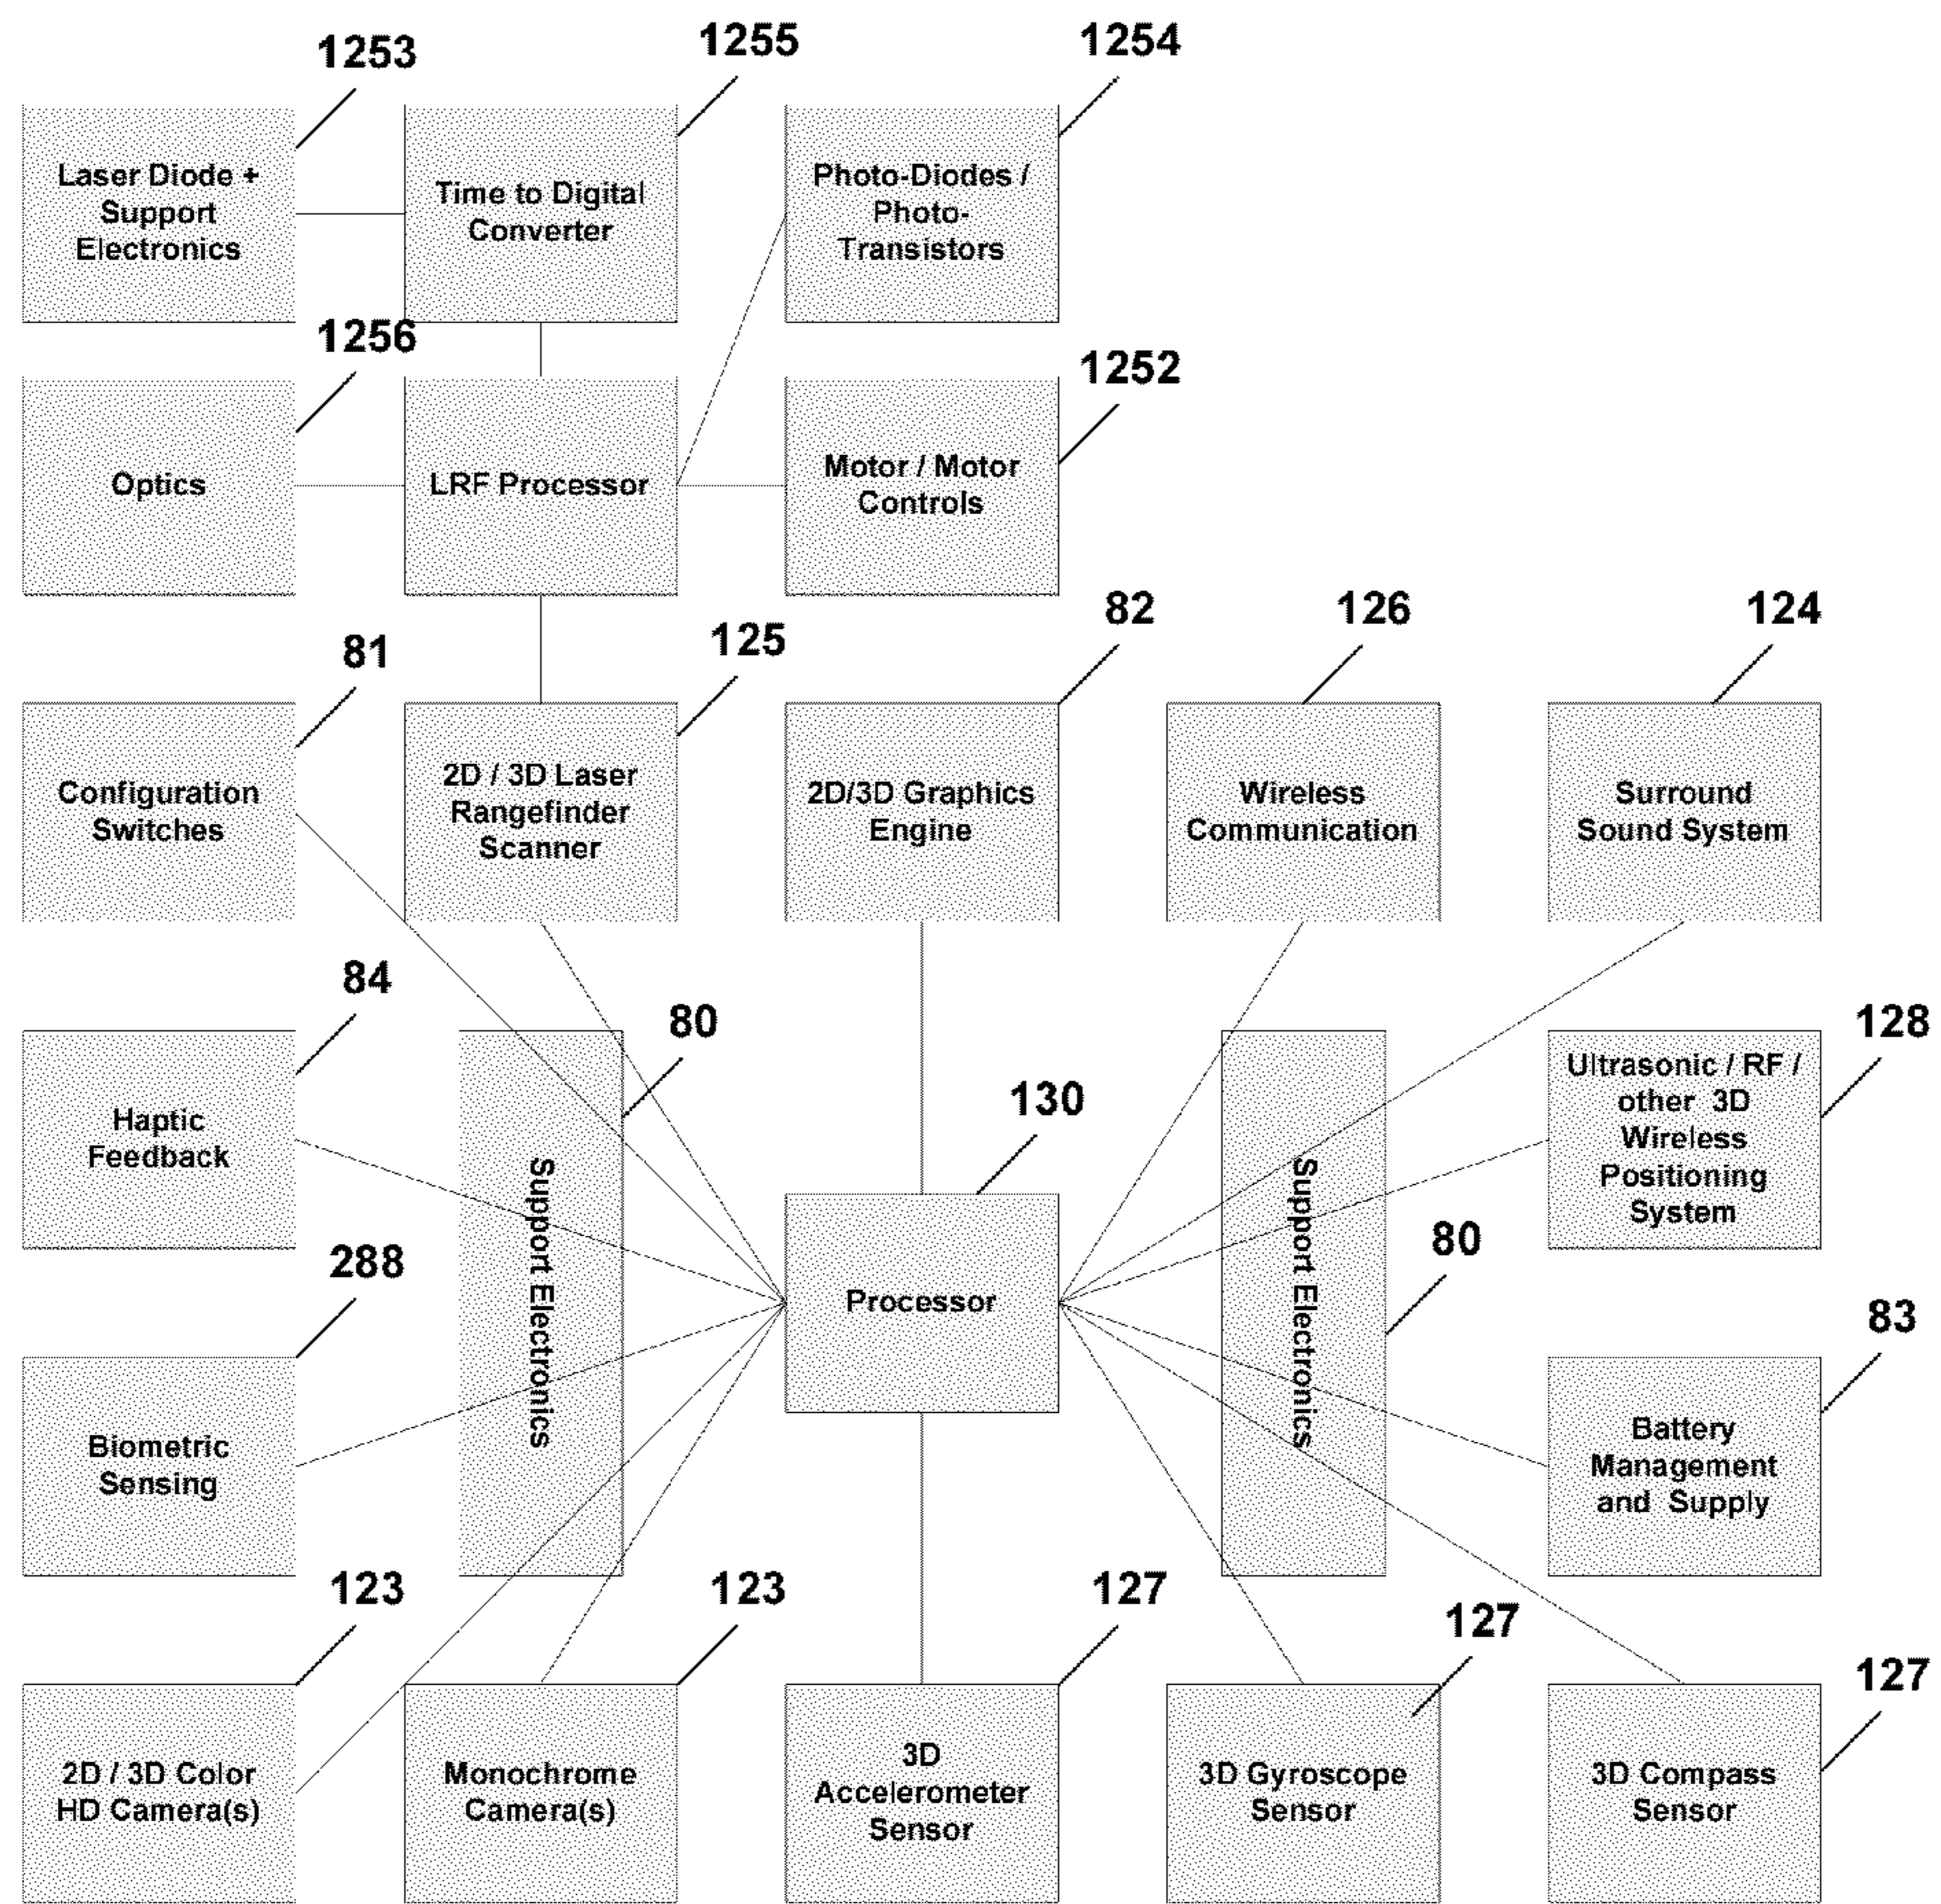 1253
1255
1254
Laser Diode +
Support
Electronics
Time to Digital
Converter
Photo-Diodes /
Photo-
Transistors
1256
1252
Optics
LRF Processor
Motor / Motor
Controls
81
125
82
126
124
Configuration
Switches
2D / 3D Laser
Rangefinder
Scanner
2D/3D Graphics
Engine
Wireless
Communication
Surround
Sound System
84
80
130
128
Haptic
Feedback
Support Electronics
Support Electronics
Ultrasonic / RF /
other 3D
Wireless
Positioning
System
288
Processor
80
83
Biometric
Sensing
Battery
Management
and Supply
123
123
127
127
127
2D / 3D Color
HD Camera(s)
Monochrome
Camera(s)
3D
Accelerometer
Sensor
3D Gyroscope
Sensor
3D Compass
Sensor